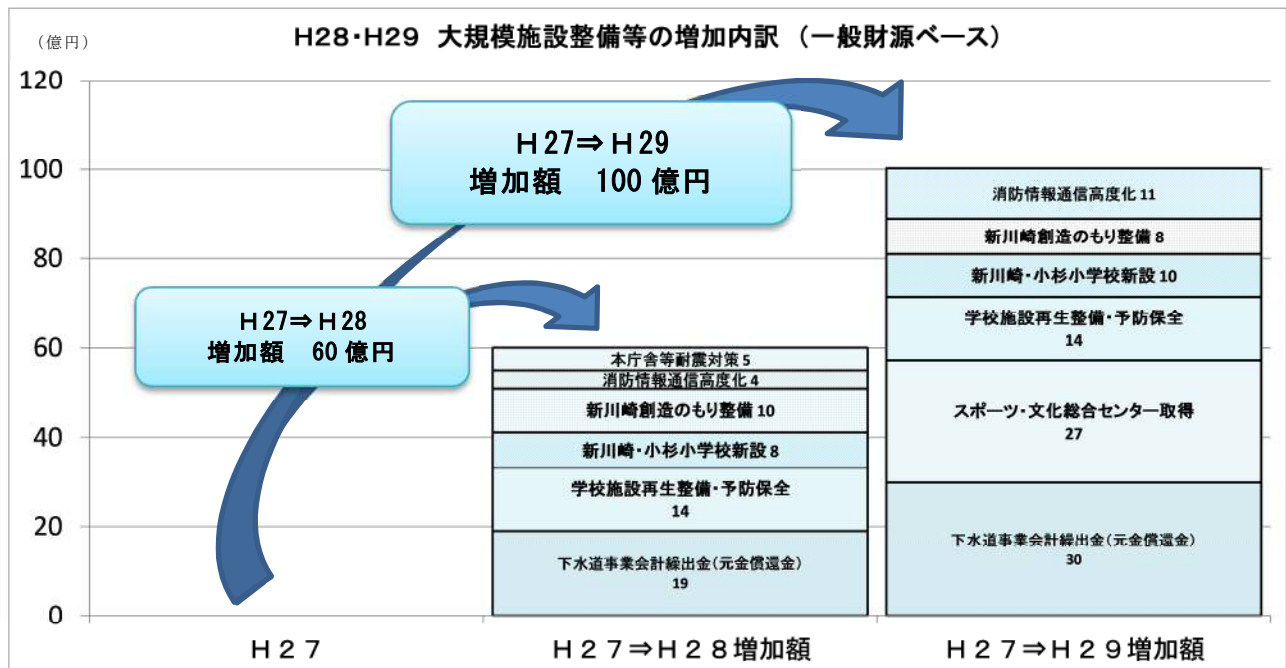 H28・H29 大規模施設整備等の増加内訳 （一般財源ベース）
（億円）
120
100
80
60
40
20
0
H27⇒H29
増加額 100億円
H27⇒H28
増加額 60億円
本庁舎等耐震対策 5
消防情報通信高度化 4
新川崎創造のもり整備 10
新川崎・小杉小学校新設 8
学校施設再生整備・予防保全
14
下水道事業会計繰出金（元金償還金）
19
消防情報通信高度化 11
新川崎創造のもり整備 8
新川崎・小杉小学校新設 10
学校施設再生整備・予防保全
14
スポーツ・文化総合センター取得
27
下水道事業会計繰出金（元金償還金）
30
H27
H27⇒H28増加額
H27⇒H29増加額